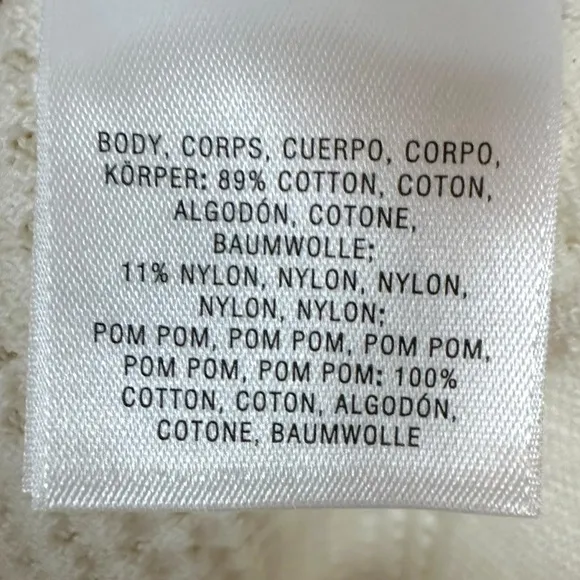 BODY, CORPS, CUERPO, CORPO,
KÖRPER: 89% COTTON, COTON,
ALGODÓN, COTONE,
BAUMWOLLE;
11% NYLON, NYLON, NYLON,
NYLON, NYLON;
POM POM, POM POM, POM POM,
POM POM, POM POM: 100%
COTTON, COTON, ALGODÓN,
COTONE, BAUMWOLLE